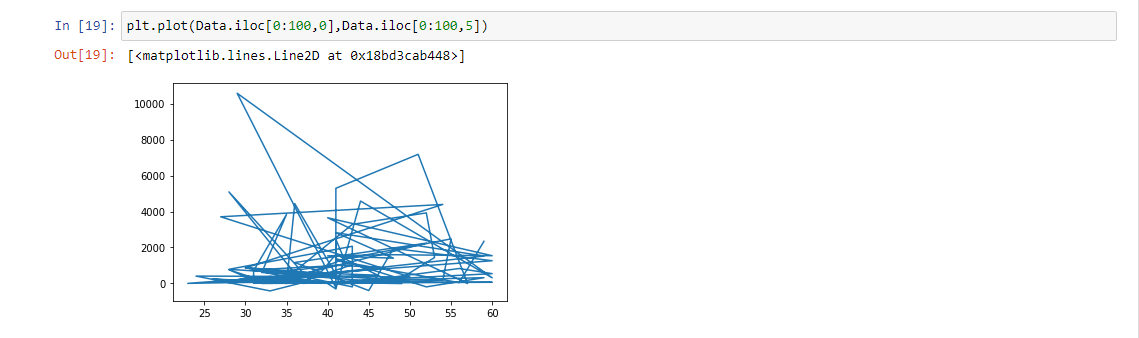 In [19]: plt.plot(Data.iloc[0:100,0],Data.iloc[0:100,5])
Out[19]: [<matplotlib.lines.Line2D at 0x18bd3cab448>]
10000
8000
6000
4000
2000
0
25 30 35 40 45 50 55 60